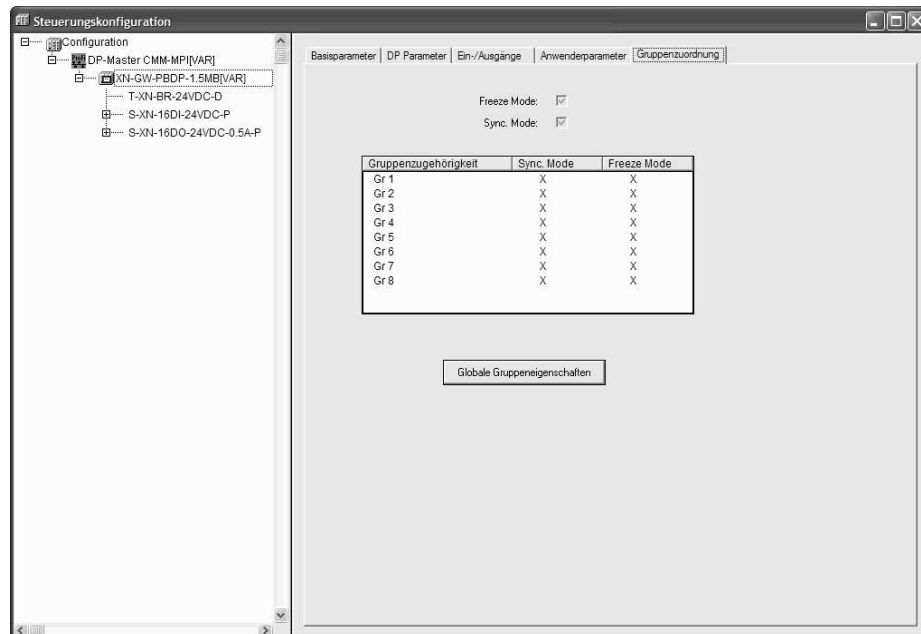 Steuerungskonfiguration
Configuration
DP-Master CMM-MPI[VAR]
XN-GW-PBDP-1.5MB[VAR]
T-XN-BR-24VDC-D
S-XN-16DI-24VDC-P
S-XN-16DO-24VDC-0.5A-P
Basisparameter DP Parameter Ein-/Ausgänge Anwenderparameter Gruppenzuordnung
Freeze Mode:
Sync. Mode:
Gruppenzugehörigkeit Sync. Mode Freeze Mode
Gr 1 X X
Gr 2 X X
Gr 3 X X
Gr 4 X X
Gr 5 X X
Gr 6 X X
Gr 7 X X
Gr 8 X X
Globale Gruppeneigenschaften